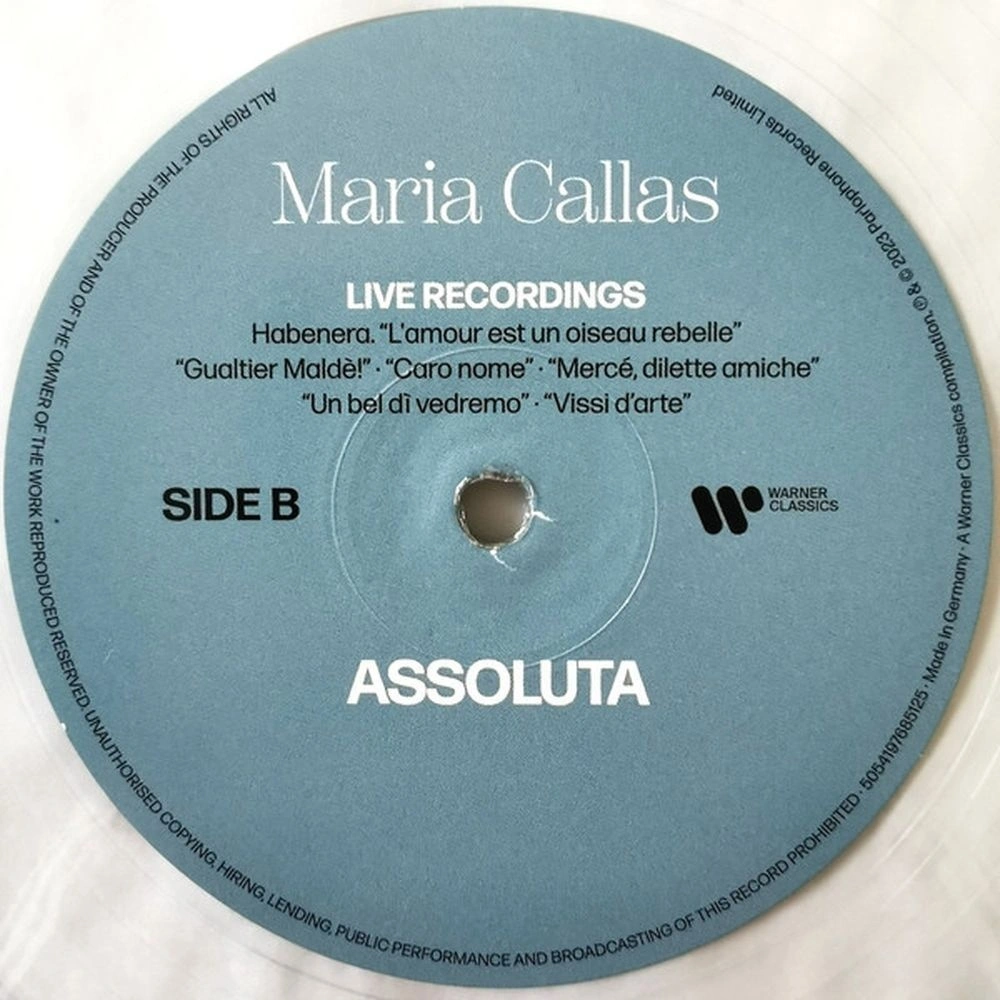 Maria Callas
LIVE RECORDINGS
Habenera. “L'amour est un oiseau rebelle”
“Gualtier Maldè!” · “Caro nome” · “Mercé, dilette amiche”
“Un bel dì vedremo” · “Vissi d'arte”
SIDE B
WARNER
CLASSICS
ASSOLUTA
ALL RIGHTS OF THE PRODUCER AND OF THE OWNER OF THE WORK REPRODUCED RESERVED. UNAUTHORISED COPYING, HIRING, LENDING, PUBLIC PERFORMANCE AND BROADCASTING OF THIS RECORD PROHIBITED · 5054197685125 · Made in Germany · A Warner Classics compilation, ℗ & © 2023 Parlophone Records Limited